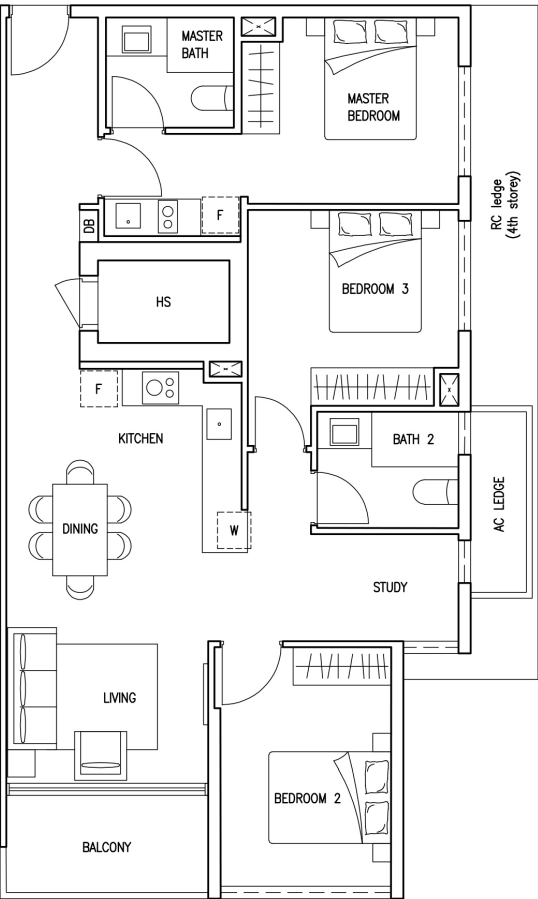 MASTER
BATH
MASTER
BEDROOM
RC ledge
(4th storey)
F
DB
BEDROOM 3
HS
F
KITCHEN
BATH 2
AC LEDGE
DINING
W
STUDY
LIVING
BEDROOM 2
BALCONY